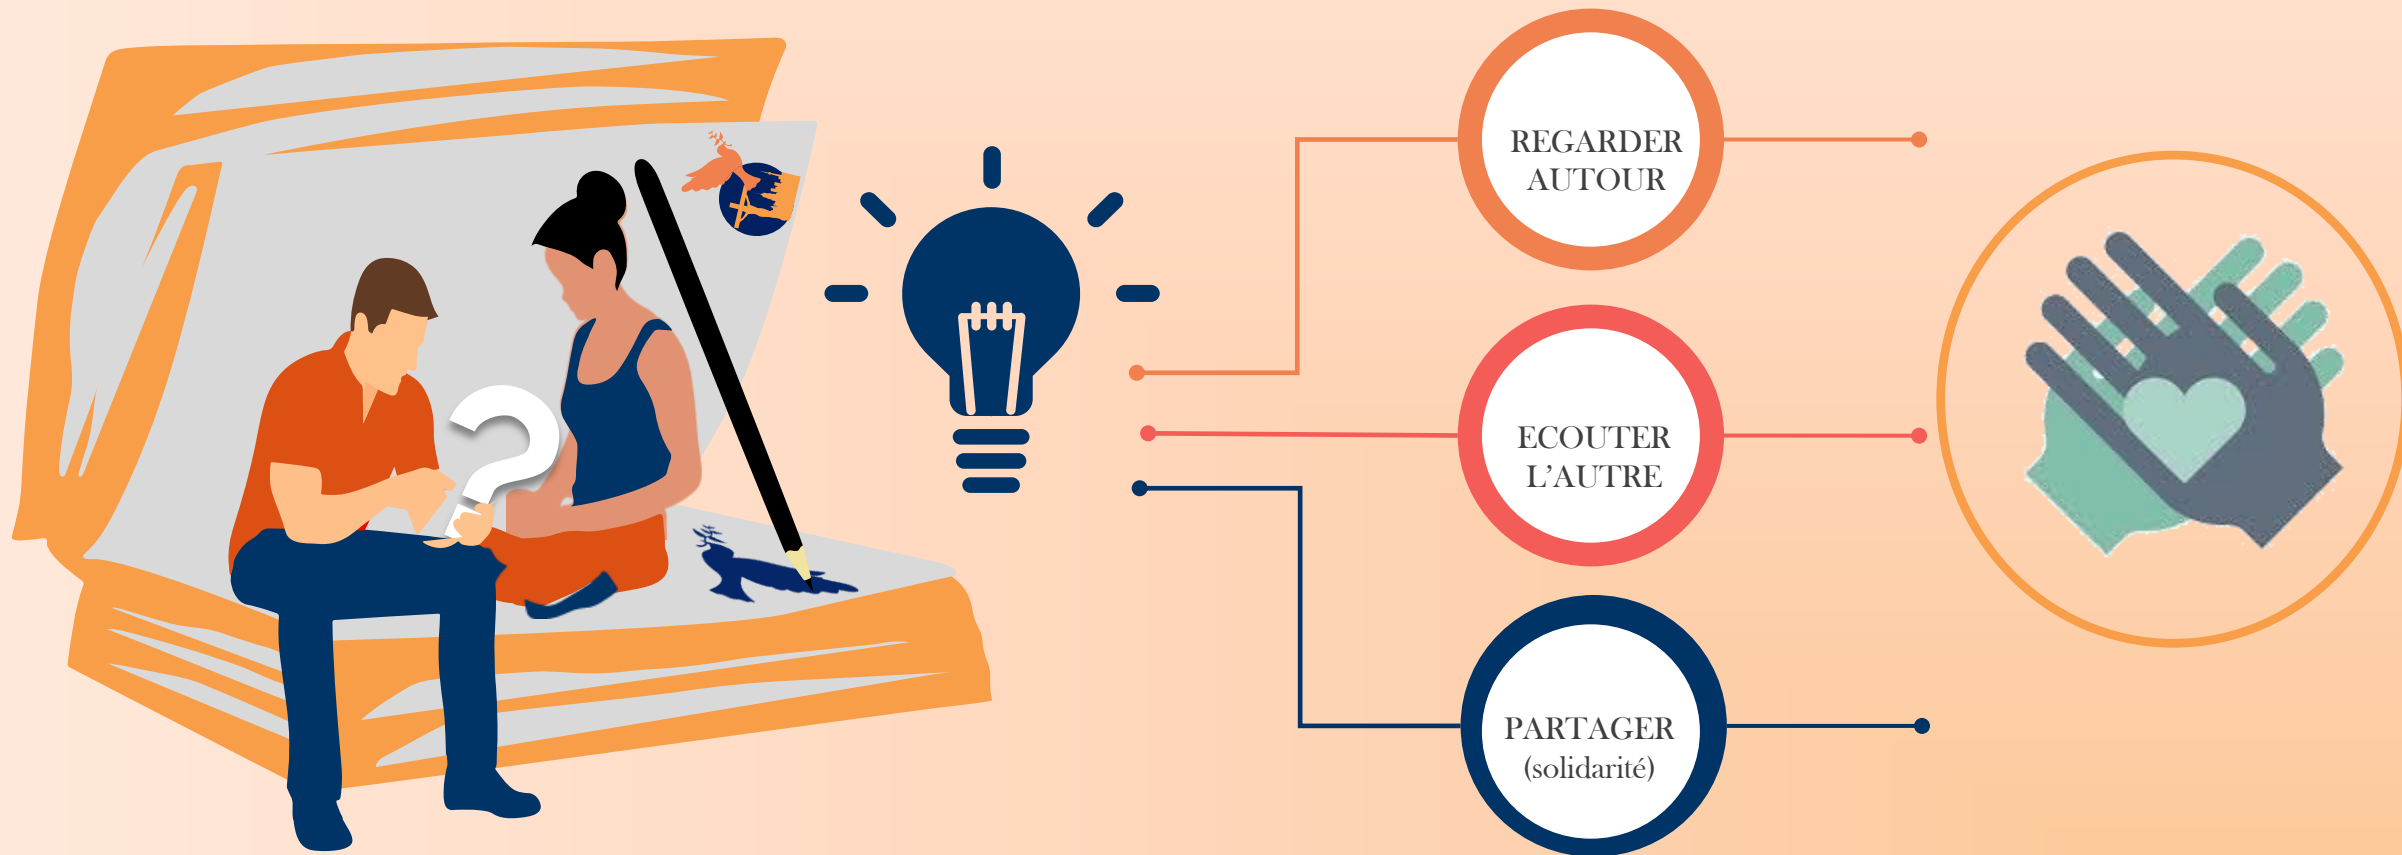 ?
REGARDER
AUTOUR
ECOUTER
L’AUTRE
PARTAGER
(solidarité)